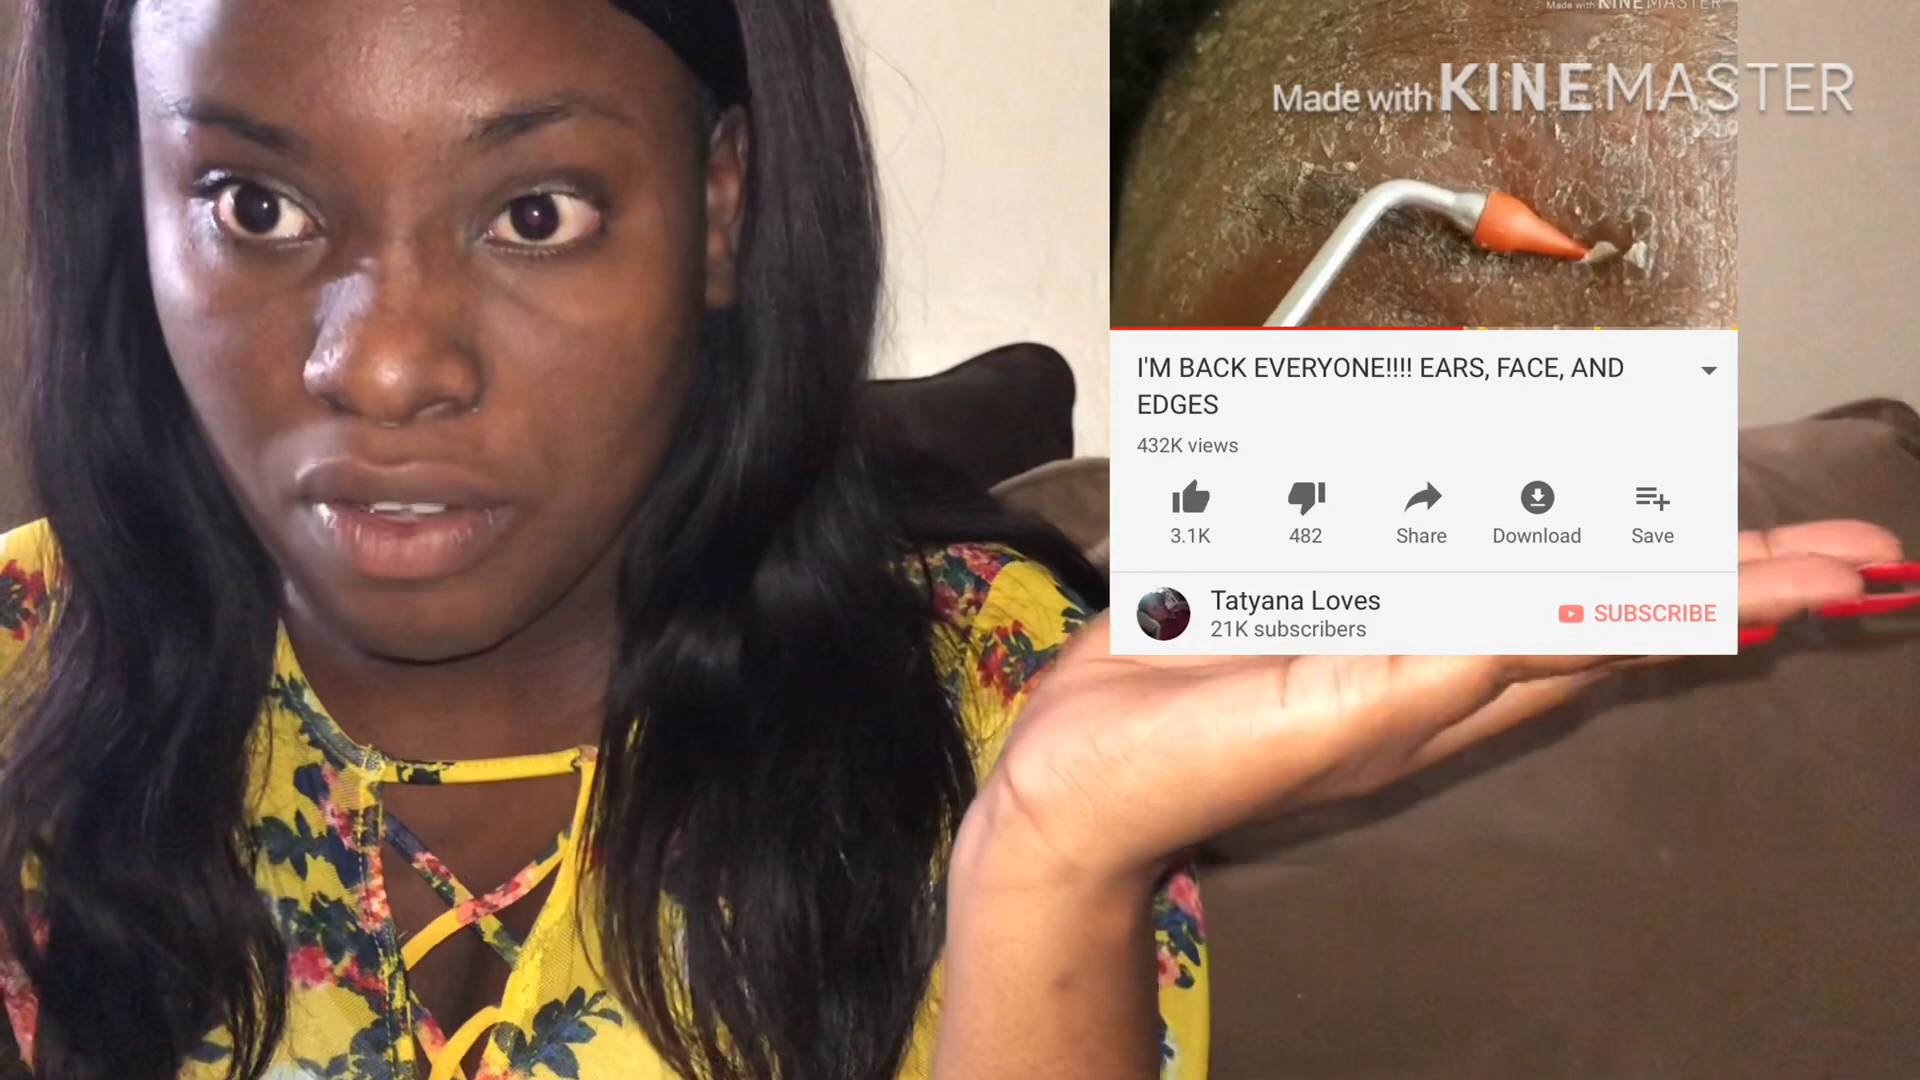 Made with KINEMASTER
Made with KINEMASTER
I'M BACK EVERYONE!!!! EARS, FACE, AND
EDGES
432K views
3.1K
482
Share
Download
Save
Tatyana Loves
21K subscribers
SUBSCRIBE